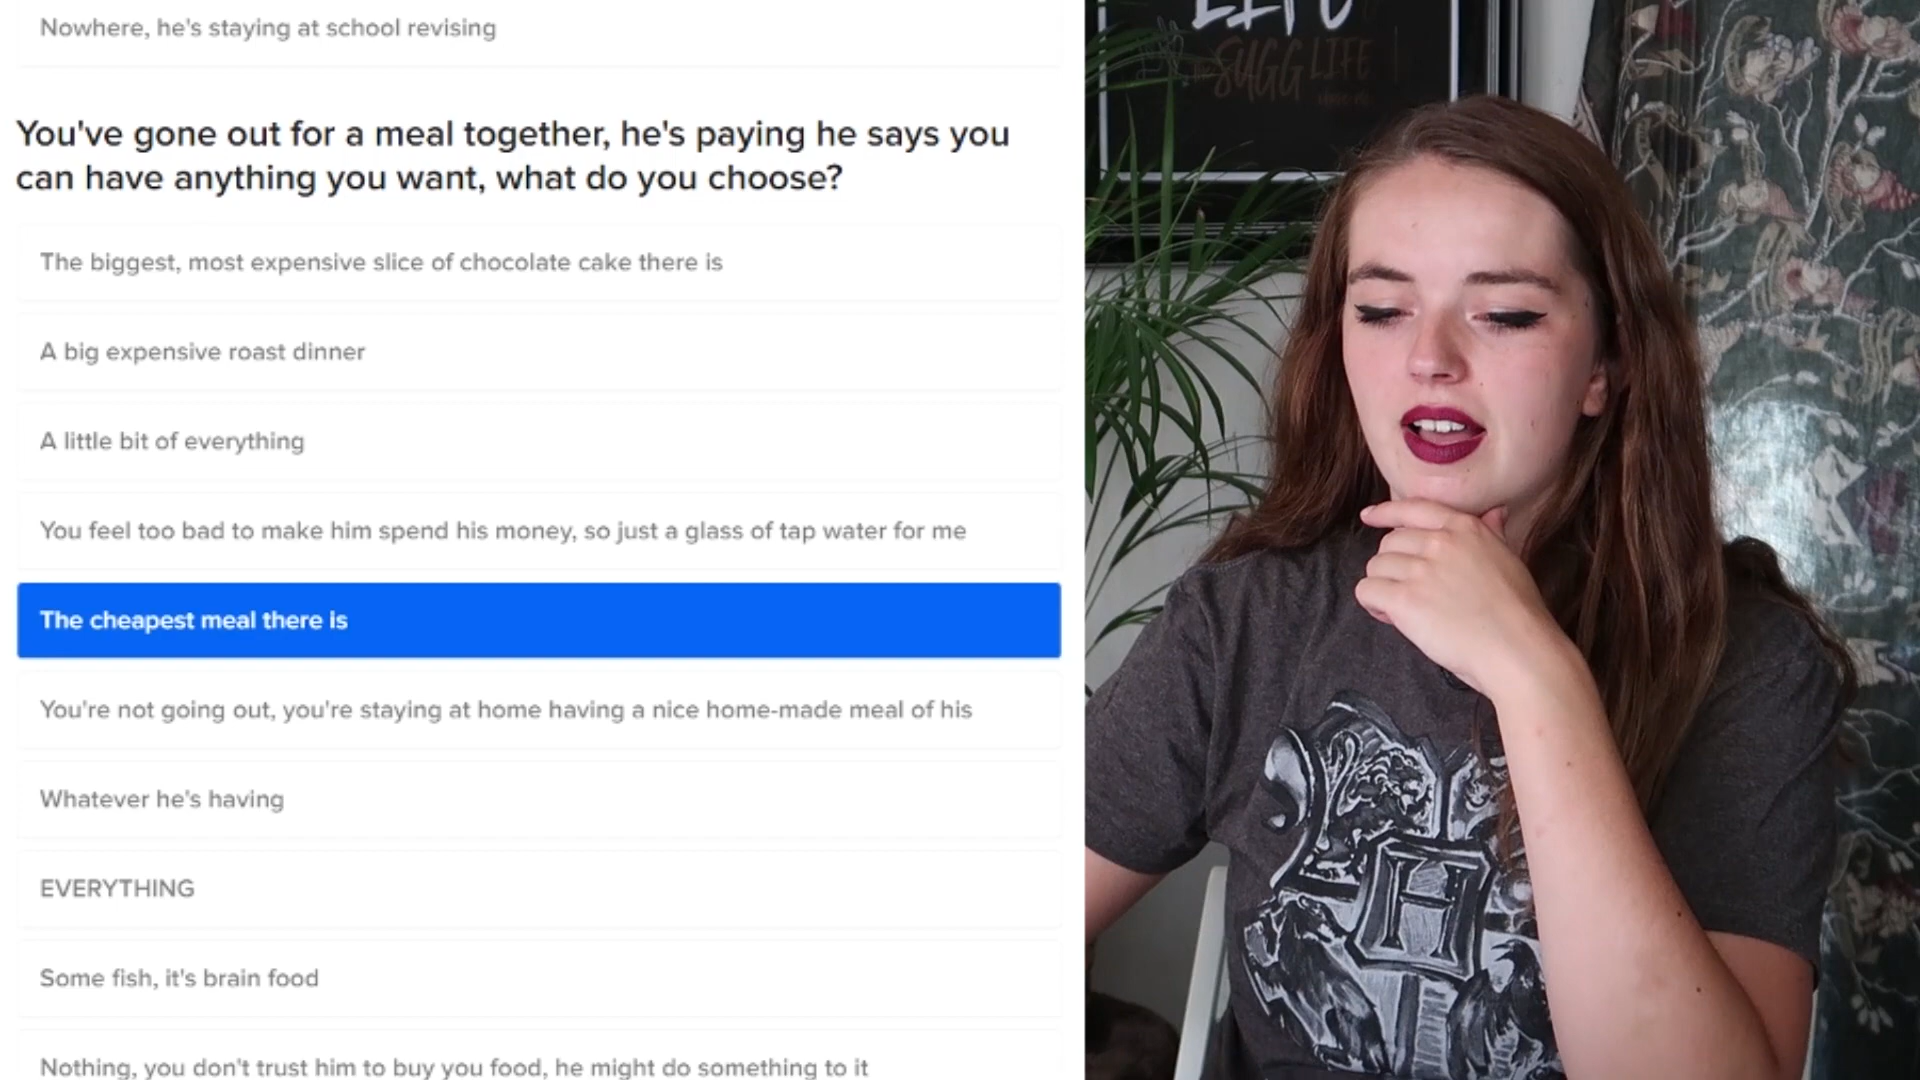 Nowhere, he's staying at school revising
You've gone out for a meal together, he's paying he says you
can have anything you want, what do you choose?
The biggest, most expensive slice of chocolate cake there is
A big expensive roast dinner
A little bit of everything
You feel too bad to make him spend his money, so just a glass of tap water for me
The cheapest meal there is
You're not going out, you're staying at home having a nice home-made meal of his
Whatever he's having
EVERYTHING
Some fish, it's brain food
Nothing, you don't trust him to buy you food, he might do something to it
SUGG LIFE
H